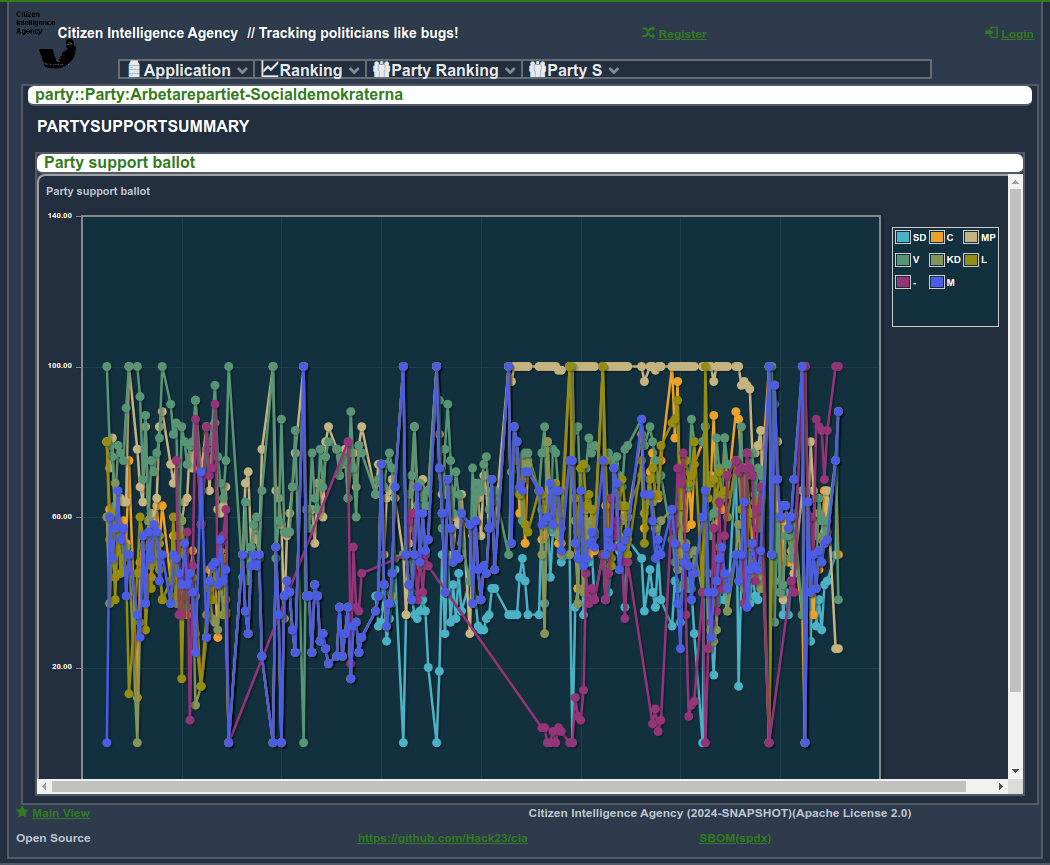 Citizen
Intelligence
Agency
Citizen Intelligence Agency // Tracking politicians like bugs!
Register
Login
Application
Ranking
Party Ranking
Party S
party::Party:Arbetarepartiet-Socialdemokraterna
PARTYSUPPORTSUMMARY
Party support ballot
Party support ballot
140.00
100.00
60.00
20.00
SD C MP
V KD L
- M
Main View
Citizen Intelligence Agency (2024-SNAPSHOT)(Apache License 2.0)
Open Source
https://github.com/Hack23/cia
SBOM(spdx)